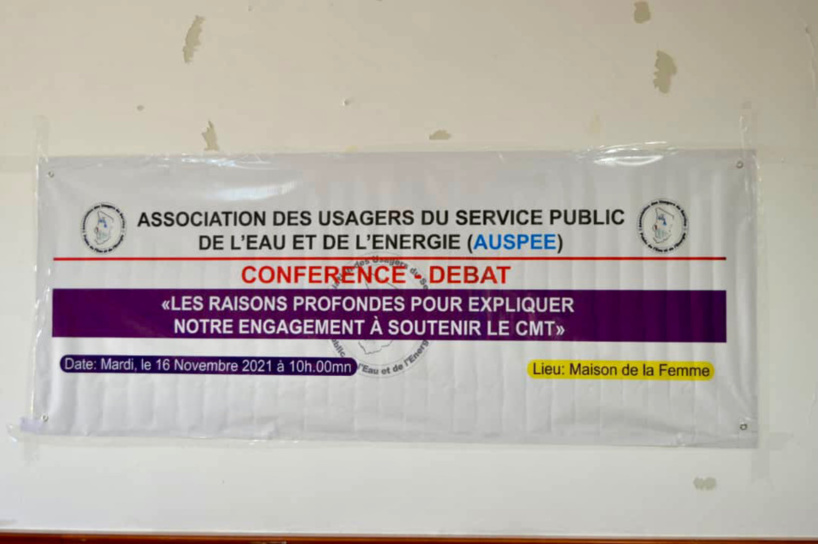 ASSOCIATION DES USAGERS DU SERVICE PUBLIC
DE L'EAU ET DE L'ENERGIE (AUSPEE)
CONFERENCE - DEBAT
«LES RAISONS PROFONDES POUR EXPLIQUER
NOTRE ENGAGEMENT À SOUTENIR LE CMT»
Date: Mardi, le 16 Novembre 2021 à 10h.00mn
Lieu: Maison de la Femme